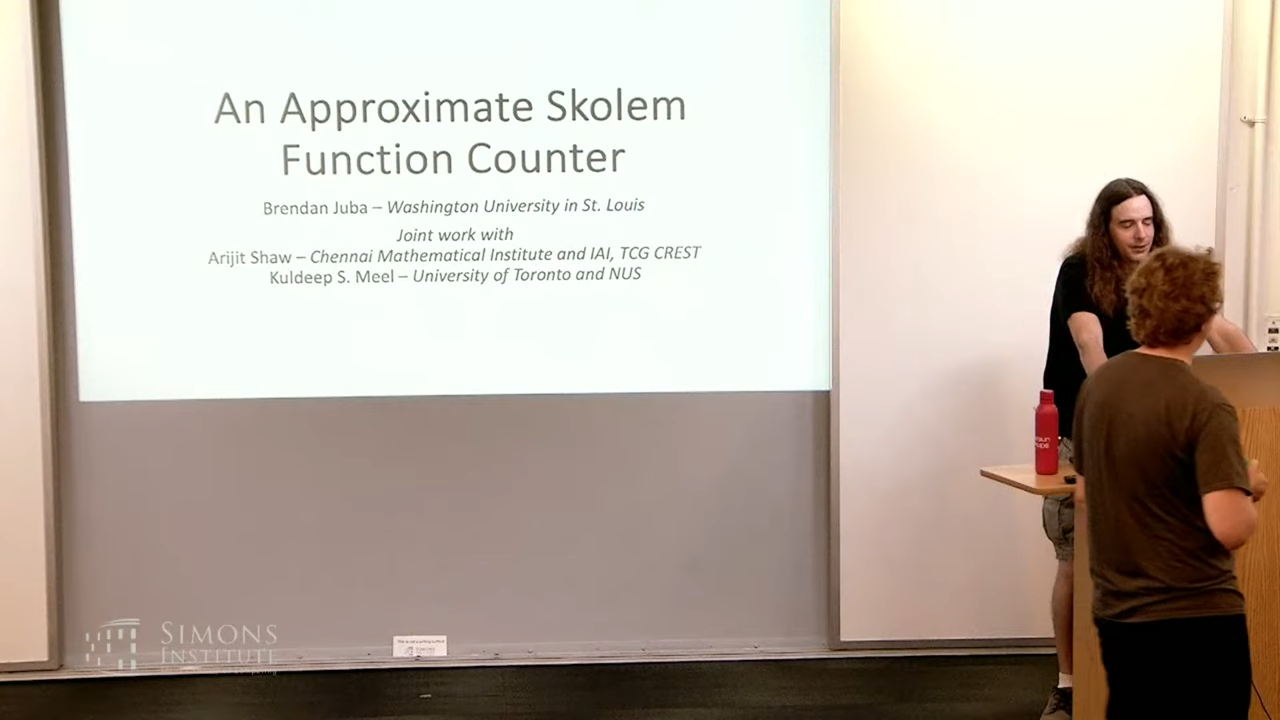 An Approximate Skolem
Function Counter
Brendan Juba – Washington University in St. Louis
Joint work with
Arijit Shaw – Chennai Mathematical Institute and IAI, TCG CREST
Kuldeep S. Meel – University of Toronto and NUS
SIMONS
INSTITUTE